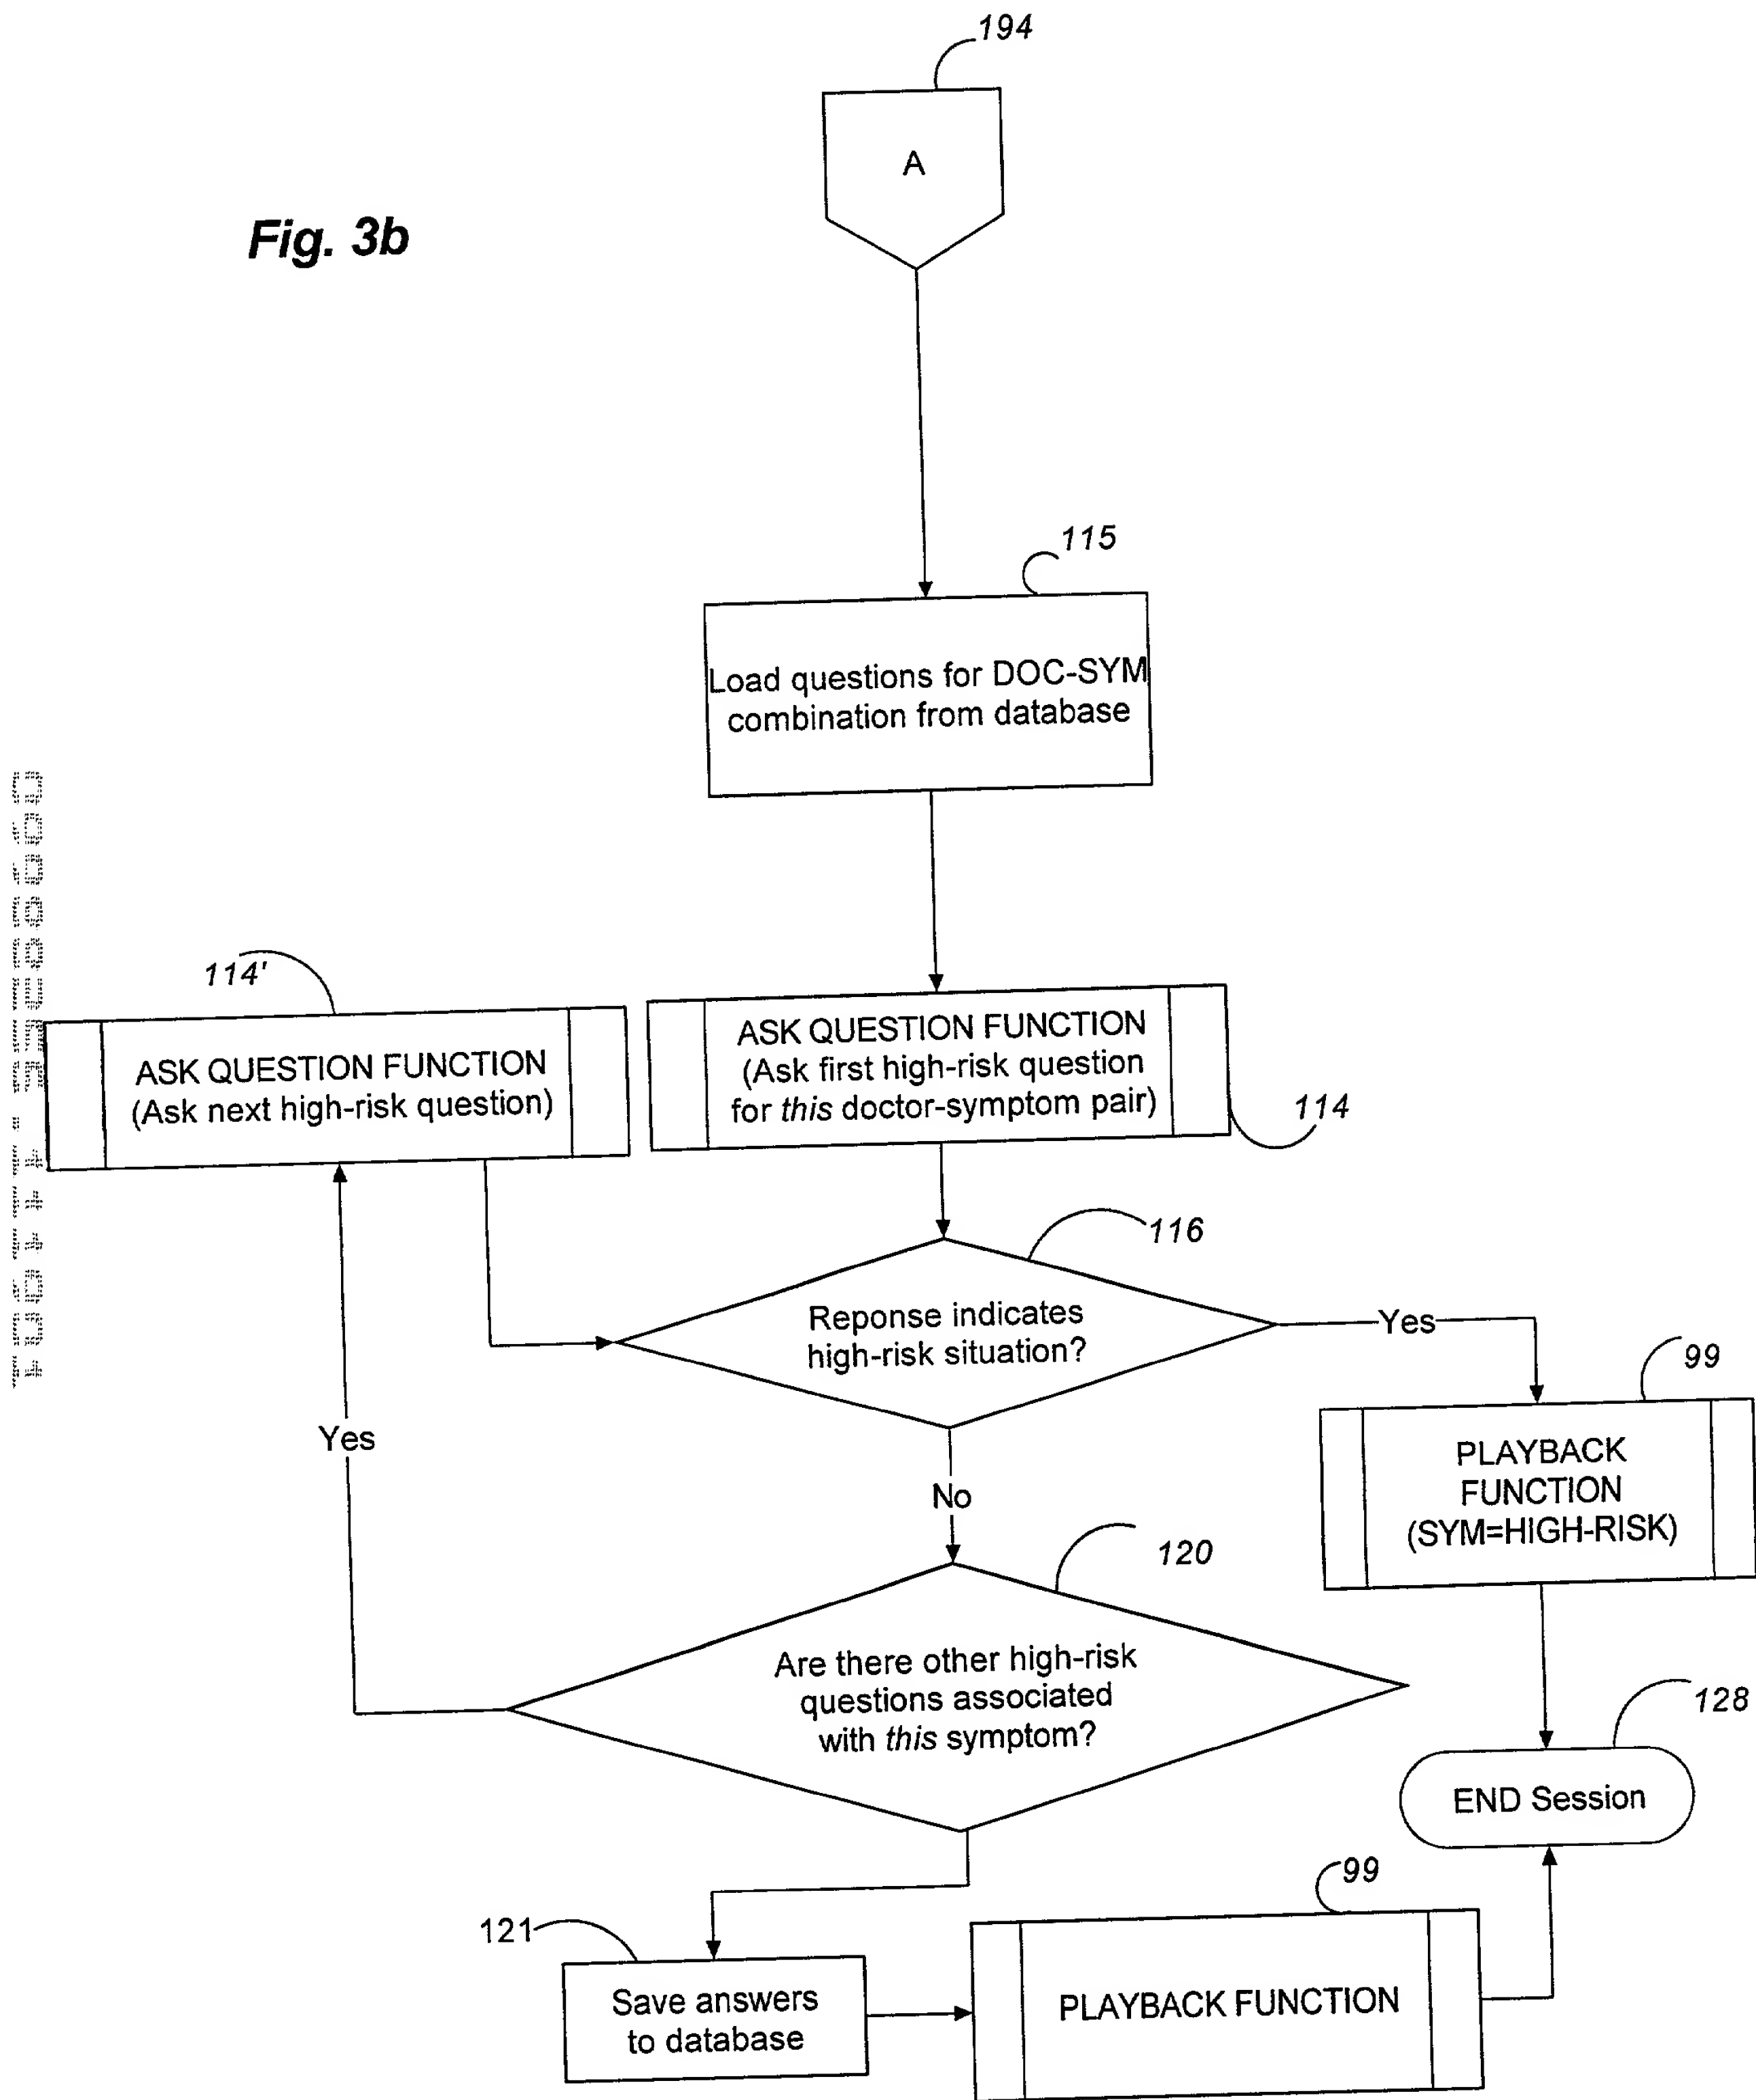 194
A
Fig. 3b
115
Load questions for DOC-SYM
combination from database
114'
ASK QUESTION FUNCTION
(Ask next high-risk question)
ASK QUESTION FUNCTION
(Ask first high-risk question
for this doctor-symptom pair)
114
116
Reponse indicates
high-risk situation?
Yes
99
PLAYBACK
FUNCTION
(SYM=HIGH-RISK)
Yes
No
120
Are there other high-risk
questions associated
with this symptom?
128
END Session
99
121
Save answers
to database
PLAYBACK FUNCTION